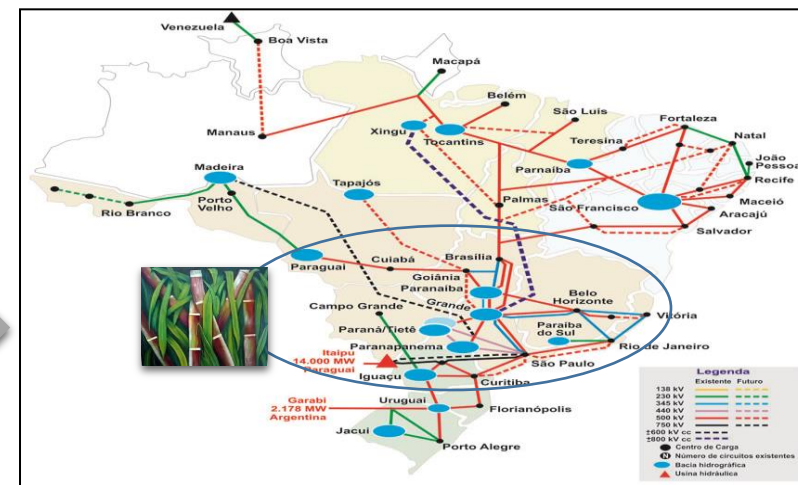 Venezuela
Boa Vista
Macapá
Belém
São Luis
Fortaleza
Xingu
Tocantins
Teresina
Natal
Manaus
João
Pessoa
Madeira
Parnaiba
Recife
Tapajós
Porto
Velho
Palmas
São Francisco
Maceió
Rio Branco
Aracajú
Salvador
Paraguai
Cuiabá
Brasília
Goiânia
Paranaiba
Belo
Horizonte
Campo Grande
Grande
Vitória
Paraná/Tietê
Paraiba
do Sul
Paranapanema
Rio de Janeiro
Itaipu
14.000 MW
Paraguai
São Paulo
Iguaçu
Curitiba
Garabi
2.178 MW
Argentina
Uruguai
Florianópolis
Jacui
Porto Alegre
Legenda
Existente Futuro
138 kV
230 kV
345 kV
440 kV
500 kV
750 kV
±600 kV cc
±800 kV cc
Centro de Carga
N Número de circuitos existentes
Bacia hidrográfica
Usina hidráulica